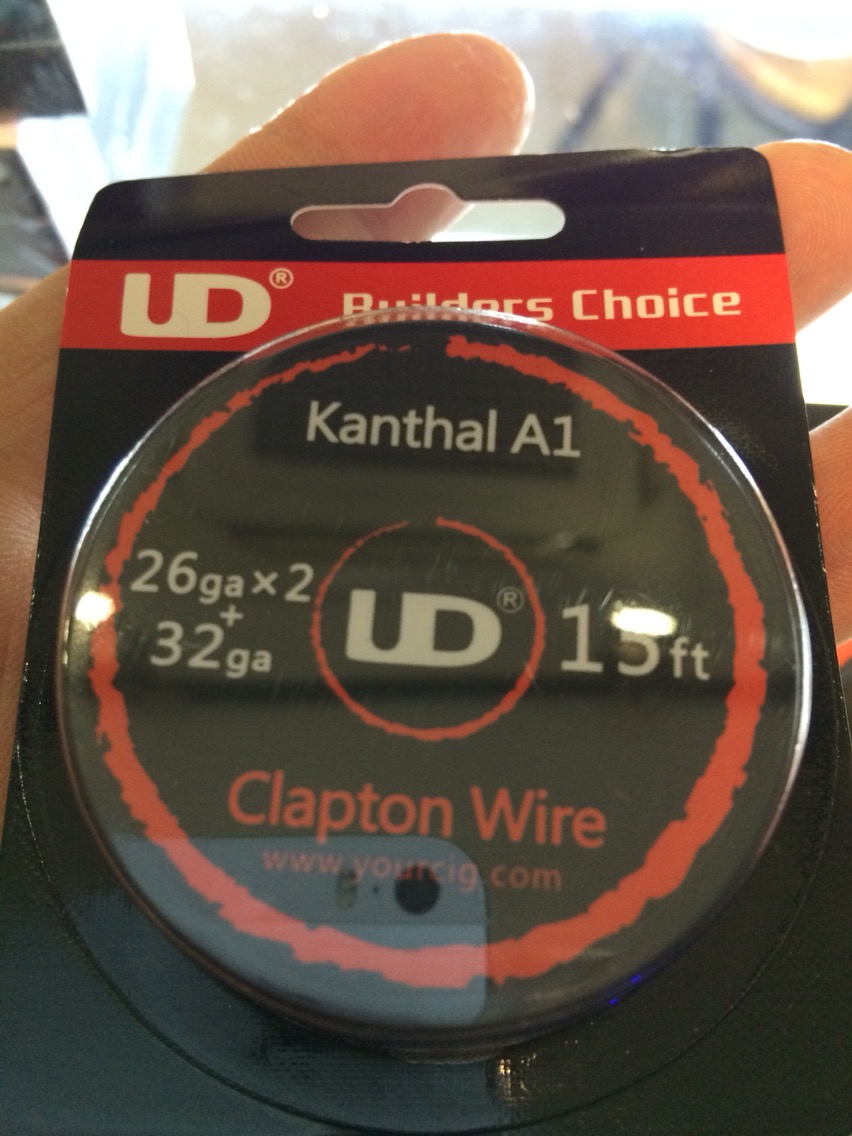 UD® Builders Choice
Kanthal A1
26ga×2
+
32ga
UD®
15ft
Clapton Wire
www.yourcig.com